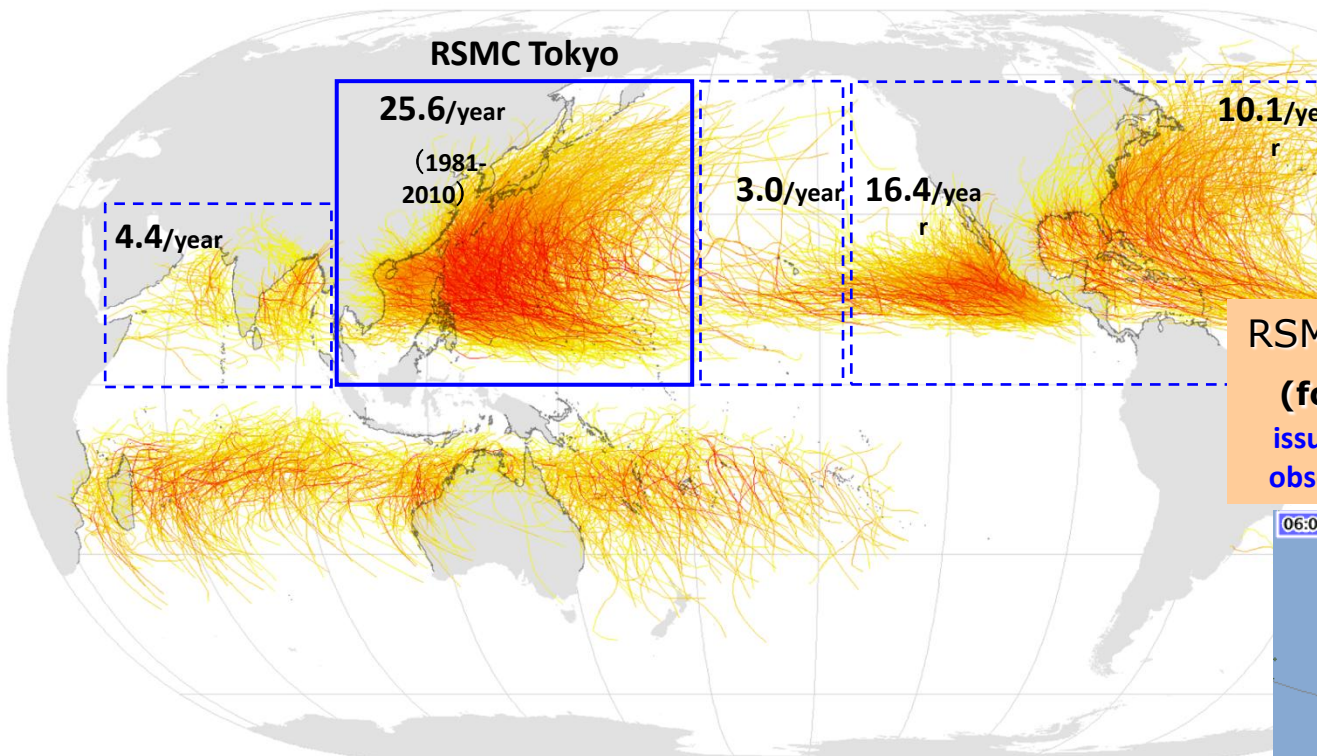 RSMC Tokyo
25.6/year
（1981-
2010）
4.4/year
3.0/year
16.4/yea
r
10.1/ye
r
RSM
(fo
issu
obs
06:0